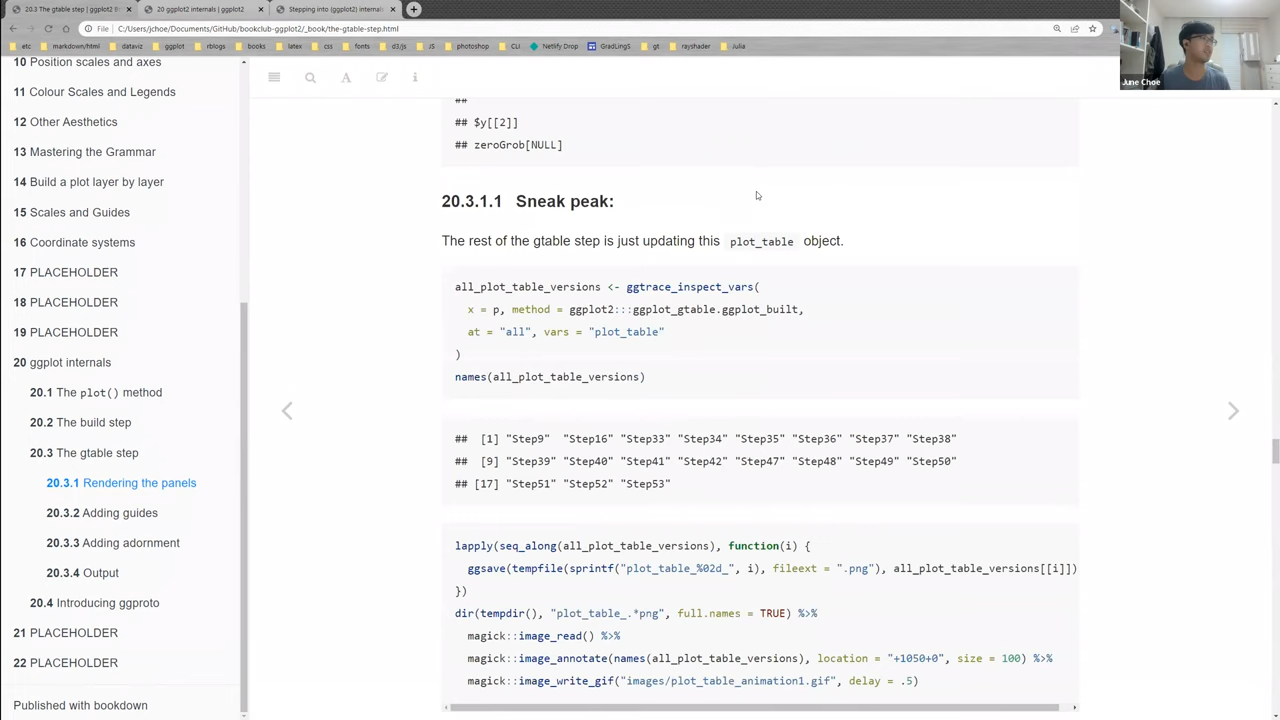 20.3 The gtable step | ggplot2 B
20 ggplot2 internals | ggplot2
Stepping into {ggplot2} internal
File
C:/Users/jchoe/Documents/GitHub/bookclub-ggplot2/_book/the-gtable-step.html
etc markdown/html dataviz ggplot rblogs books latex css fonts d3/js JS photoshop CLI Netlify Drop GradLingS gt rayshader Julia
June Choe
10 Position scales and axes
11 Colour Scales and Legends
12 Other Aesthetics
13 Mastering the Grammar
14 Build a plot layer by layer
15 Scales and Guides
16 Coordinate systems
17 PLACEHOLDER
18 PLACEHOLDER
19 PLACEHOLDER
20 ggplot internals
20.1 The plot() method
20.2 The build step
20.3 The gtable step
20.3.1 Rendering the panels
20.3.2 Adding guides
20.3.3 Adding adornment
20.3.4 Output
20.4 Introducing ggproto
21 PLACEHOLDER
22 PLACEHOLDER
Published with bookdown
##
## $y[[2]]
## zeroGrob[NULL]
20.3.1.1 Sneak peak:
The rest of the gtable step is just updating this plot_table object.
all_plot_table_versions <- ggtrace_inspect_vars(
x = p, method = ggplot2:::ggplot_gtable.ggplot_built,
at = "all", vars = "plot_table"
)
names(all_plot_table_versions)
## [1] "Step9" "Step16" "Step33" "Step34" "Step35" "Step36" "Step37" "Step38"
## [9] "Step39" "Step40" "Step41" "Step42" "Step47" "Step48" "Step49" "Step50"
## [17] "Step51" "Step52" "Step53"
lapply(seq_along(all_plot_table_versions), function(i) {
ggsave(tempfile(sprintf("plot_table_%02d_", i), fileext = ".png"), all_plot_table_versions[[i]])
})
dir(tempdir(), "plot_table_.*png", full.names = TRUE) %>%
magick::image_read() %>%
magick::image_annotate(names(all_plot_table_versions), location = "+1050+0", size = 100) %>%
magick::image_write_gif("images/plot_table_animation1.gif", delay = .5)